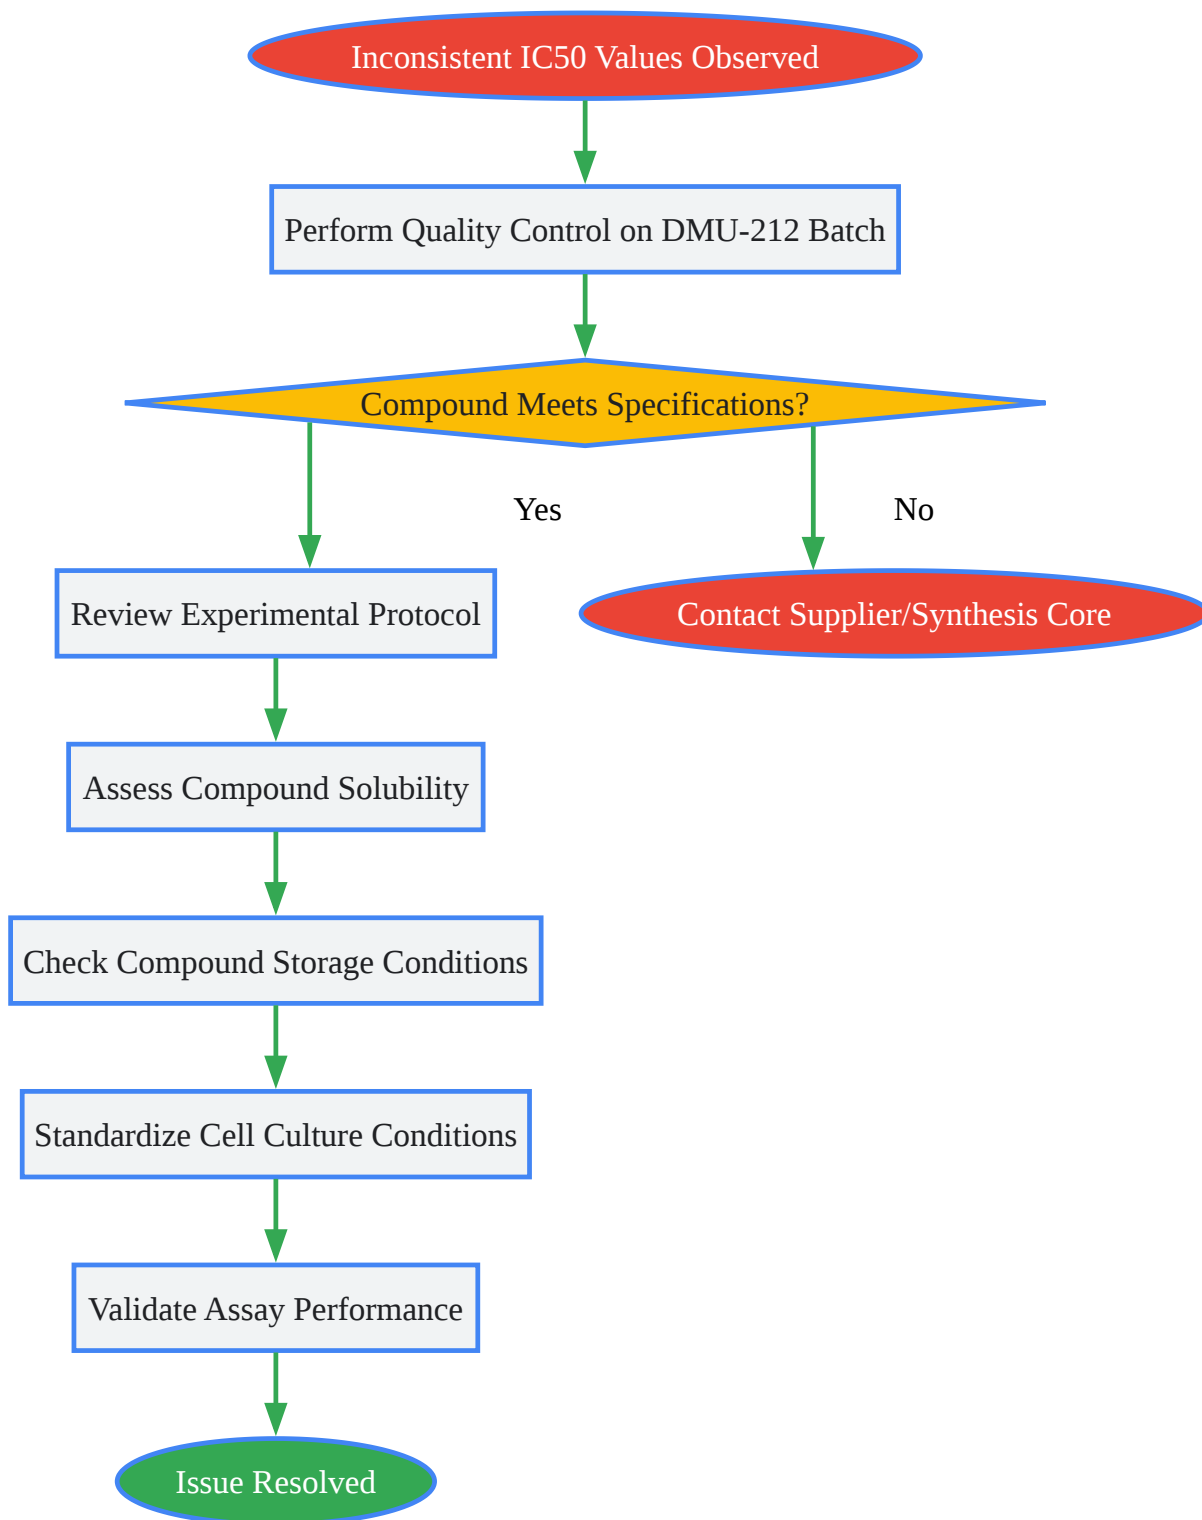 Inconsistent IC50 Values Observed
Perform Quality Control on DMU-212 Batch
Compound Meets Specifications?
Yes
No
Review Experimental Protocol
Contact Supplier/Synthesis Core
Assess Compound Solubility
Check Compound Storage Conditions
Standardize Cell Culture Conditions
Validate Assay Performance
Issue Resolved